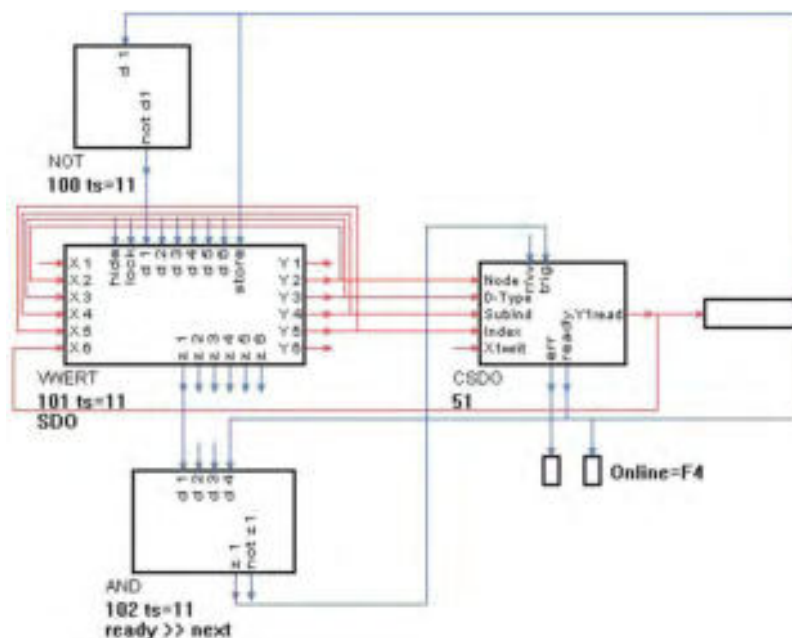 d 1
not d1
NOT
100 ts=11
hide
lock
d 1
d 2
d 3
d 4
d 5
d 6
store
X 1
X 2
X 3
X 4
X 5
X 6
Y 1
Y 2
Y 3
Y 4
Y 5
Y 6
z 1
z 2
z 3
z 4
z 5
z 6
VWERT
101 ts=11
SDO
trig
Node
D-Type
SubInd
Index
Y1read
err
ready
CSDO
51
Online=F4
d 1
d 2
d 3
d 4
z 1
not z 1
AND
102 ts=11
ready >> next